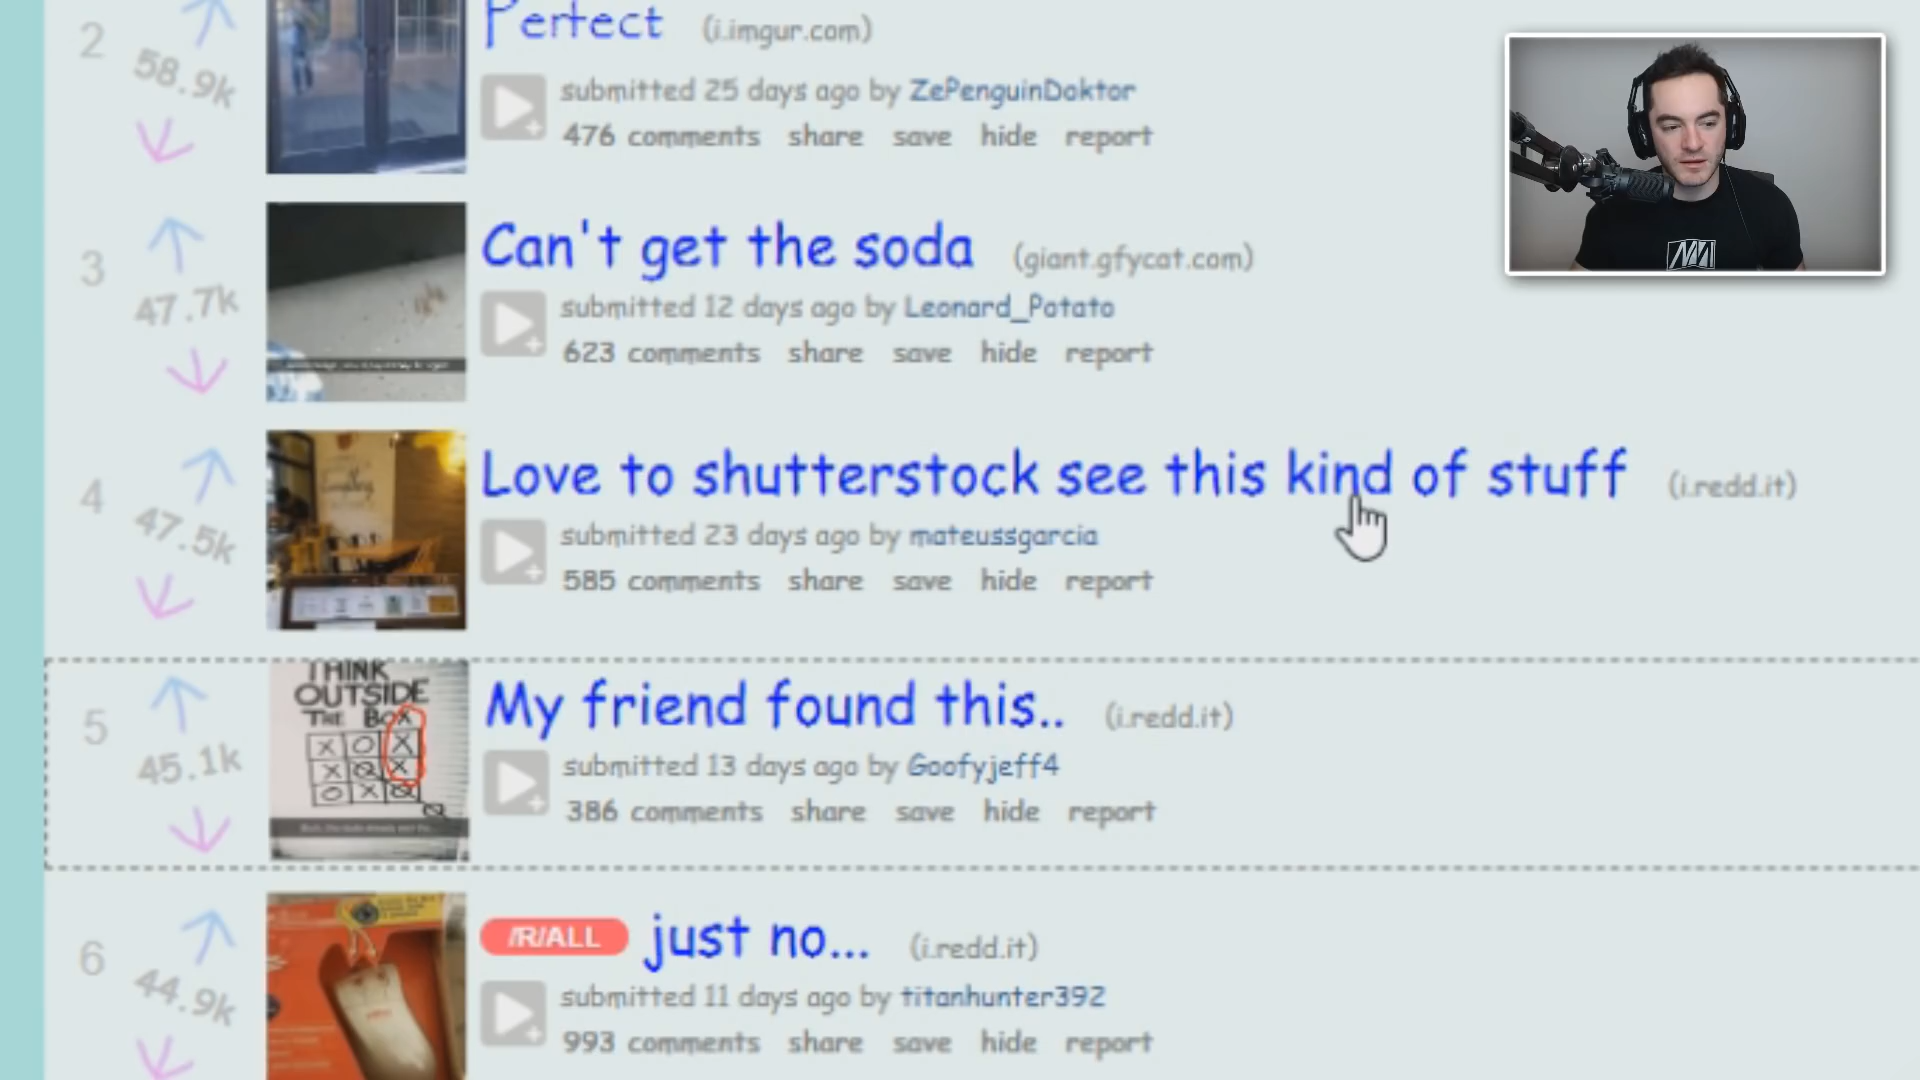 2
58.9k
Perfect (i.imgur.com)
submitted 25 days ago by ZePenguinDoktor
476 comments share save hide report
3
47.7k
Can't get the soda (giant.gfycat.com)
submitted 12 days ago by Leonard_Potato
623 comments share save hide report
4
47.5k
Love to shutterstock see this kind of stuff (i.redd.it)
submitted 23 days ago by mateussgarcia
585 comments share save hide report
5
45.1k
THINK
OUTSIDE
THE BOX
X O X
X O X
O X O
O
My friend found this.. (i.redd.it)
submitted 13 days ago by Goofyjeff4
386 comments share save hide report
6
44.9k
/R/ALL just no... (i.redd.it)
submitted 11 days ago by titanhunter392
993 comments share save hide report